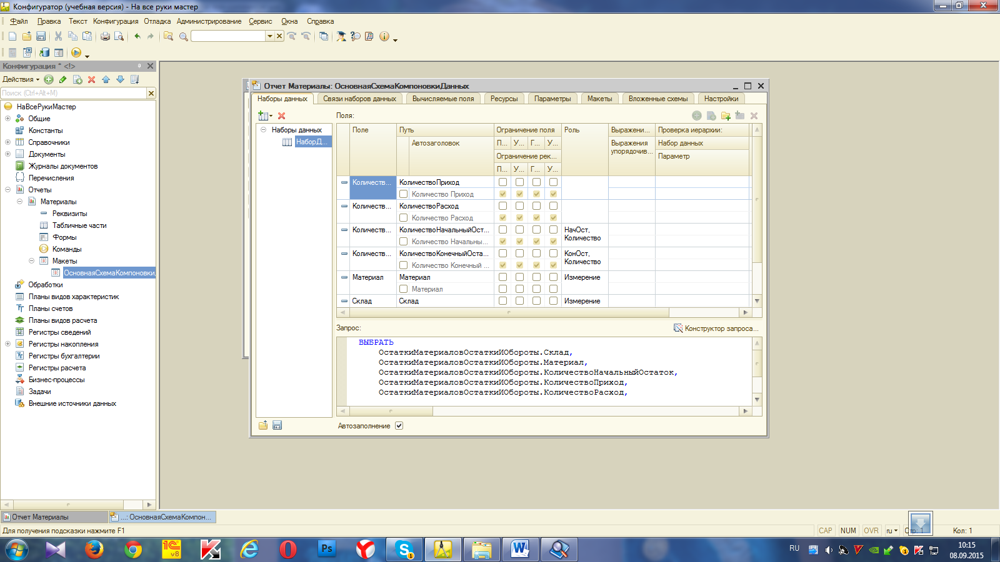 Конфигуратор (учебная версия) - На все руки мастер
Файл Правка Текст Конфигурация Отладка Администрирование Сервис Окна Справка
Конфигурация * <!>
Действия
Поиск (Ctrl+Alt+M)
НаВсеРукиМастер
Общие
Константы
Справочники
Документы
Журналы документов
Перечисления
Отчеты
Материалы
Реквизиты
Табличные части
Формы
Команды
Макеты
ОсновнаяСхемаКомпоновки
Обработки
Планы видов характеристик
Планы счетов
Планы видов расчета
Регистры сведений
Регистры накопления
Регистры бухгалтерии
Регистры расчета
Бизнес-процессы
Задачи
Внешние источники данных
Отчет Материалы: ОсновнаяСхемаКомпоновкиДанных
Наборы данных Связи наборов данных Вычисляемые поля Ресурсы Параметры Макеты Вложенные схемы Настройки
Поля:
Наборы данных
НаборД...
Поле Путь Ограничение поля Роль Выражени... Проверка иерархии:
Автозаголовок П... У... Г... У... Выражения упорядочив... Набор данных
Ограничение рек... Параметр
П... У... Г... У...
Количеств... КоличествоПриход
Количество Приход
Количеств... КоличествоРасход
Количество Расход
Количеств... КоличествоНачальныйОст... НачОст,
Количество Начальны... Количество
Количеств... КоличествоКонечныйОста... КонОст,
Количество Конечный ... Количество
Материал Материал Измерение
Материал
Склад Склад Измерение
Запрос:
Конструктор запроса...
ВЫБРАТЬ
ОстаткиМатериаловОстаткиИОбороты.Склад,
ОстаткиМатериаловОстаткиИОбороты.Материал,
ОстаткиМатериаловОстаткиИОбороты.КоличествоНачальныйОстаток,
ОстаткиМатериаловОстаткиИОбороты.КоличествоПриход,
ОстаткиМатериаловОстаткиИОбороты.КоличествоРасход,
Автозаполнение
Отчет Материалы ...: ОсновнаяСхемаКомпон...
Для получения подсказки нажмите F1
CAP NUM OVR ru Стр: 1 Кол: 1
1С v8 Ps W
RU
10:15
08.09.2015